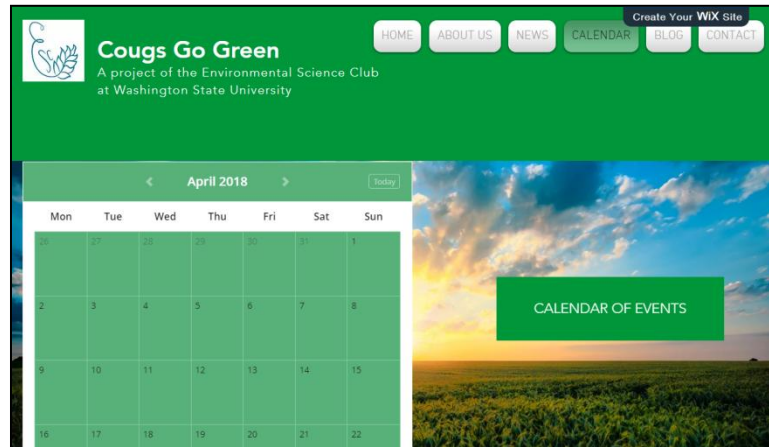 Create Your WiX Site
HOME ABOUT US NEWS CALENDAR BLOG CONTACT
Cougs Go Green
A project of the Environmental Science Club
at Washington State University
< April 2018 > Today
Mon Tue Wed Thu Fri Sat Sun
26 27 28 29 30 31 1
2 3 4 5 6 7 8
CALENDAR OF EVENTS
9 10 11 12 13 14 15
16 17 18 19 20 21 22